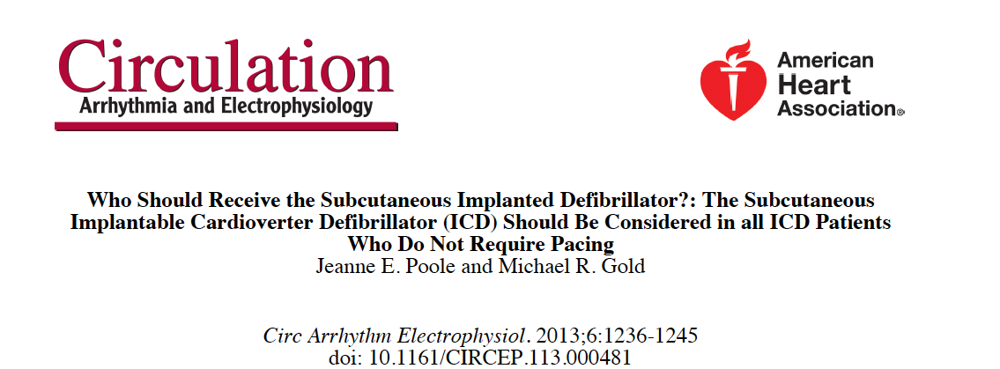 Circulation
Arrhythmia and Electrophysiology
American
Heart
Association®
Who Should Receive the Subcutaneous Implanted Defibrillator?: The Subcutaneous
Implantable Cardioverter Defibrillator (ICD) Should Be Considered in all ICD Patients
Who Do Not Require Pacing
Jeanne E. Poole and Michael R. Gold
Circ Arrhythm Electrophysiol. 2013;6:1236-1245
doi: 10.1161/CIRCEP.113.000481